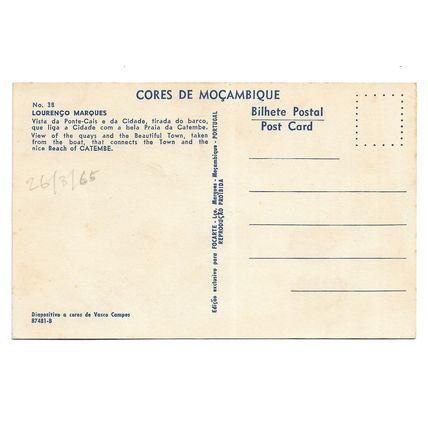 CORES DE MOÇAMBIQUE
No. 38
LOURENÇO MARQUES
Vista da Ponte-Cais e da Cidade, tirada do barco,
que liga a Cidade com a bela Praia da Catembe.
View of the quays and the Beautiful Town, taken
from the boat, that connects the Town and the
nice Beach of CATEMBE.
26/3/65
Diapositivo a cores de Vasco Campos
87481-B
Edição exclusiva para FOCARTE - Lço. Marques - Moçambique - PORTUGAL
REPRODUÇÃO PROÍBIDA
Bilhete Postal
Post Card